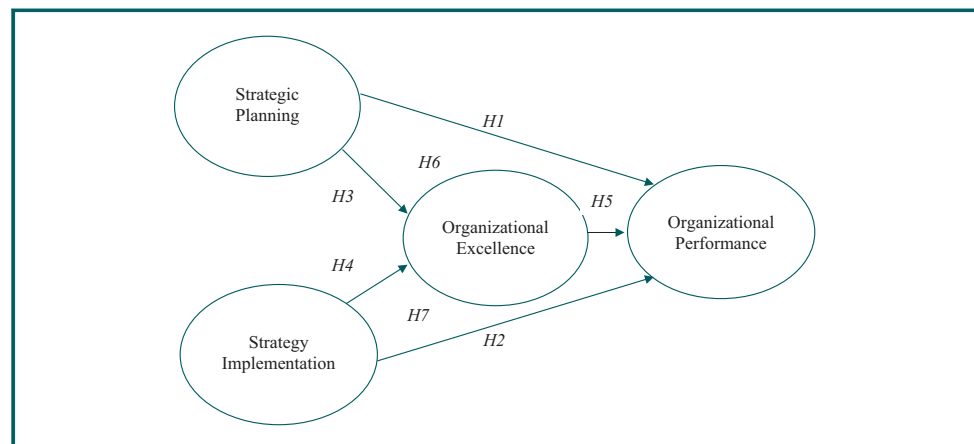 Strategic
Planning
H1
H6
H3
H5
Organizational
Excellence
Organizational
Performance
H4
H7
H2
Strategy
Implementation